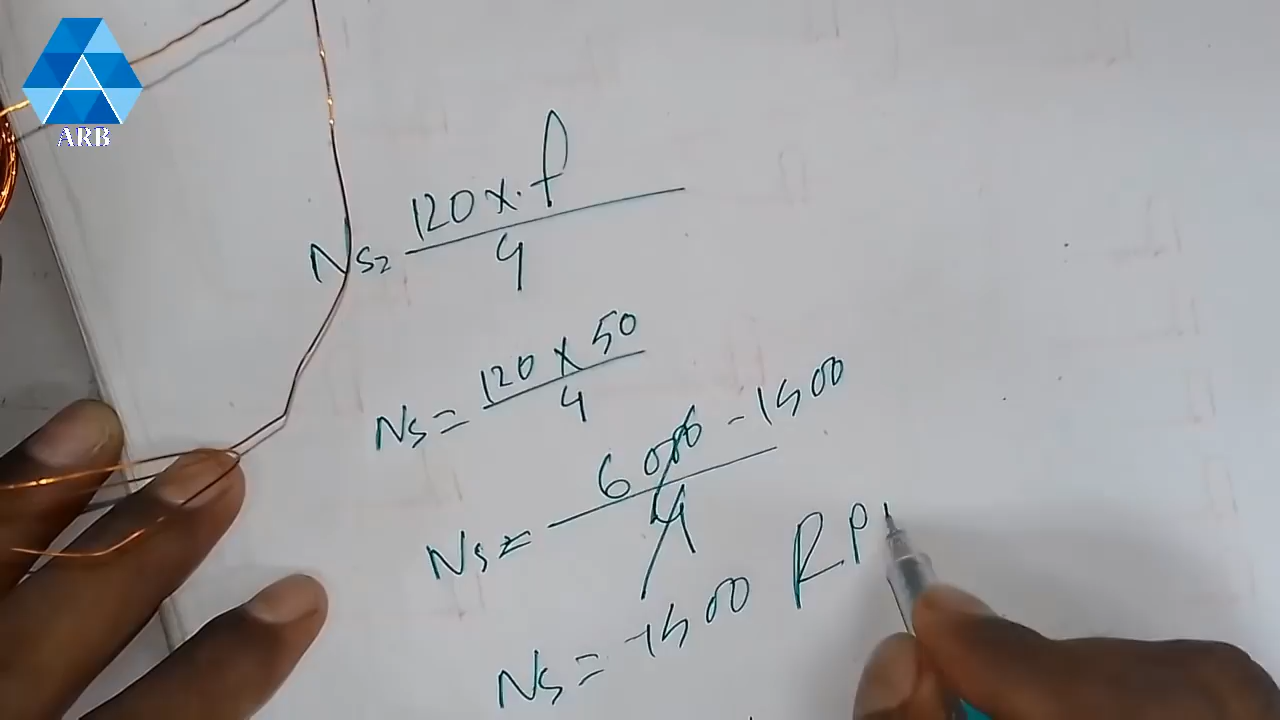 ARB
120 x. f
Ns=
4
120 x 50
Ns =
4
6000 - 1500
Ns =
4
Ns = 1500 RP